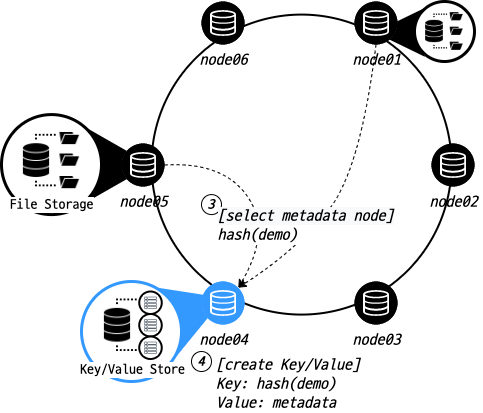 node06
node01
File Storage
node05
node02
3
[select metadata node]
hash(demo)
node04
node03
Key/Value Store
4
[create Key/Value]
Key: hash(demo)
Value: metadata